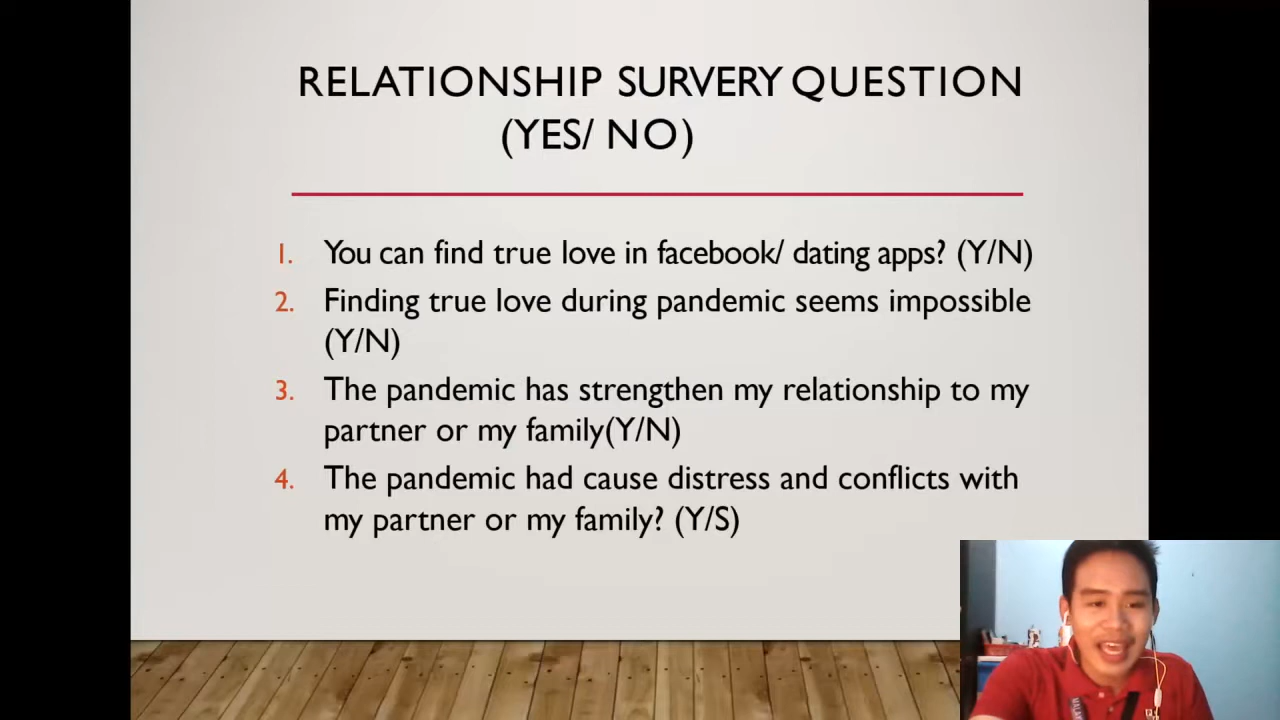 RELATIONSHIP SURVERY QUESTION
(YES/ NO)
1. You can find true love in facebook/ dating apps? (Y/N)
2. Finding true love during pandemic seems impossible
(Y/N)
3. The pandemic has strengthen my relationship to my
partner or my family(Y/N)
4. The pandemic had cause distress and conflicts with
my partner or my family? (Y/S)